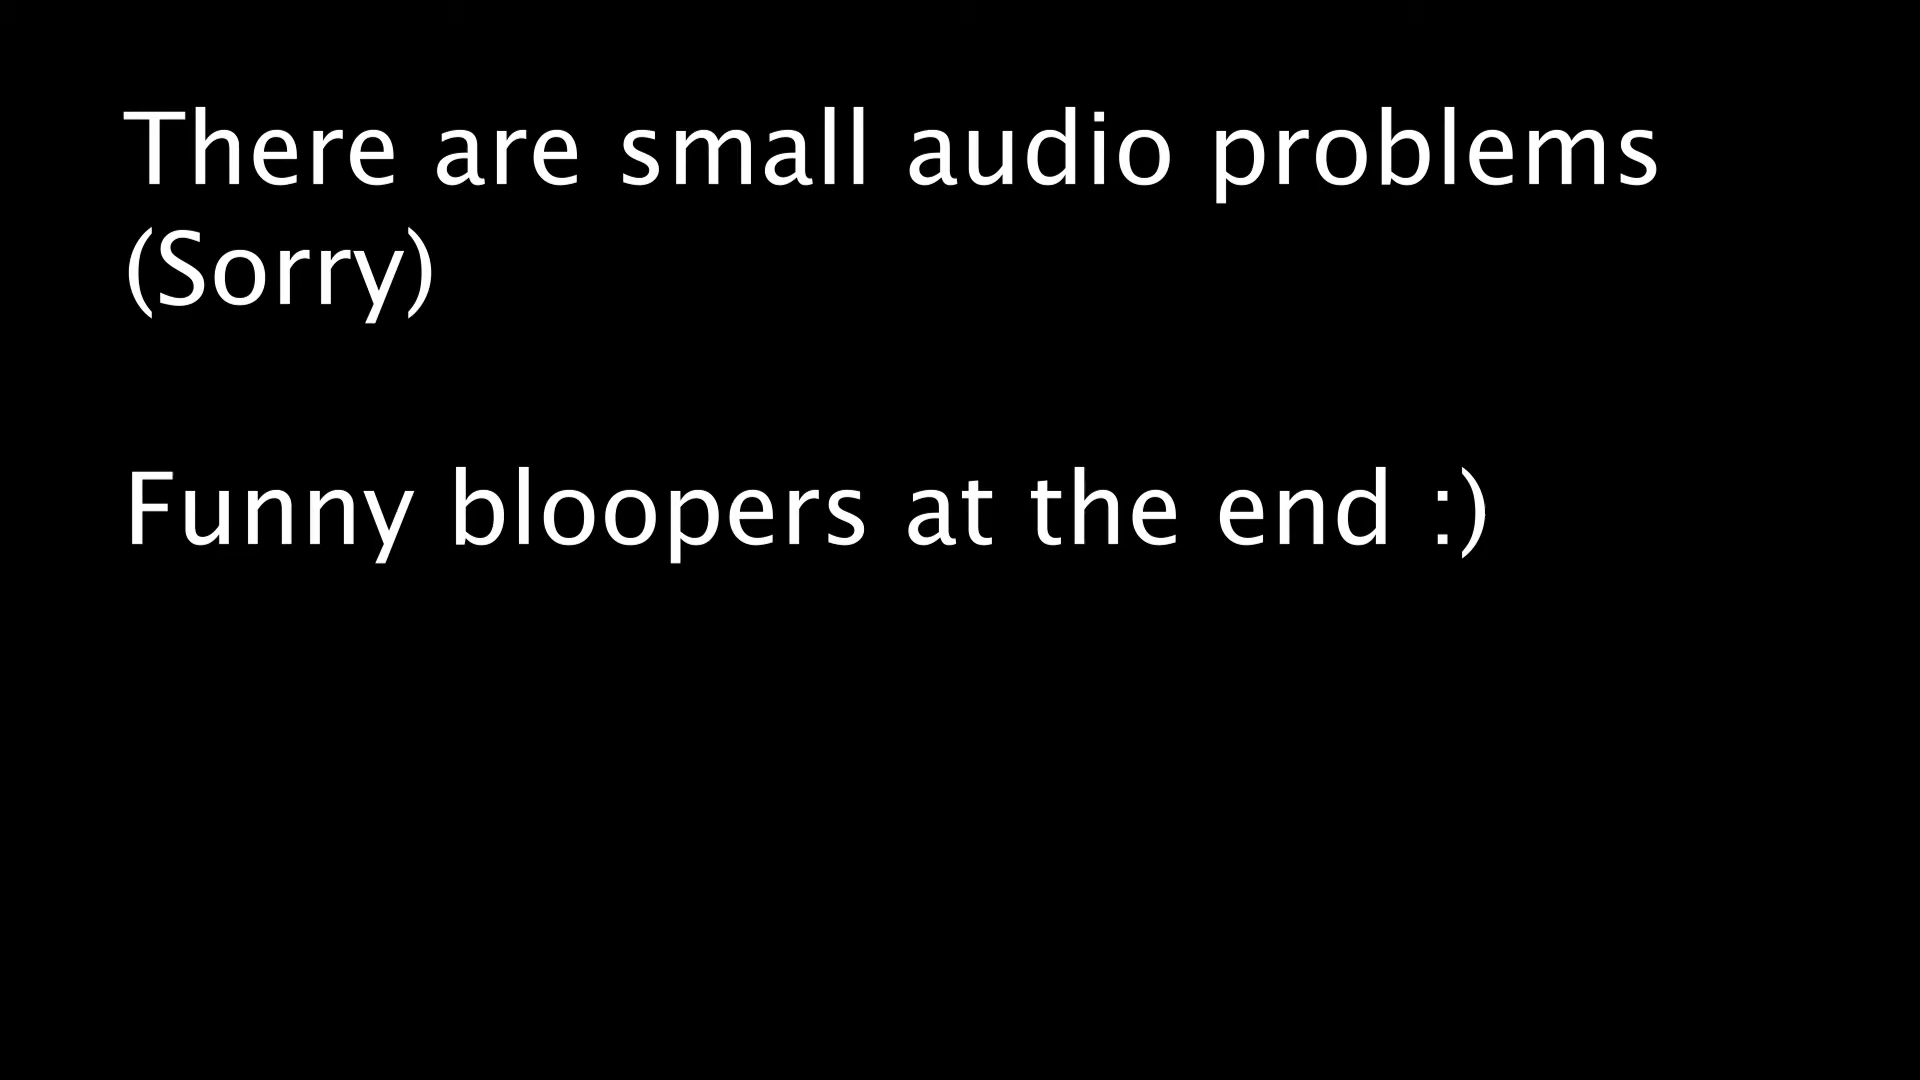 There are small audio problems
(Sorry)
Funny bloopers at the end :)